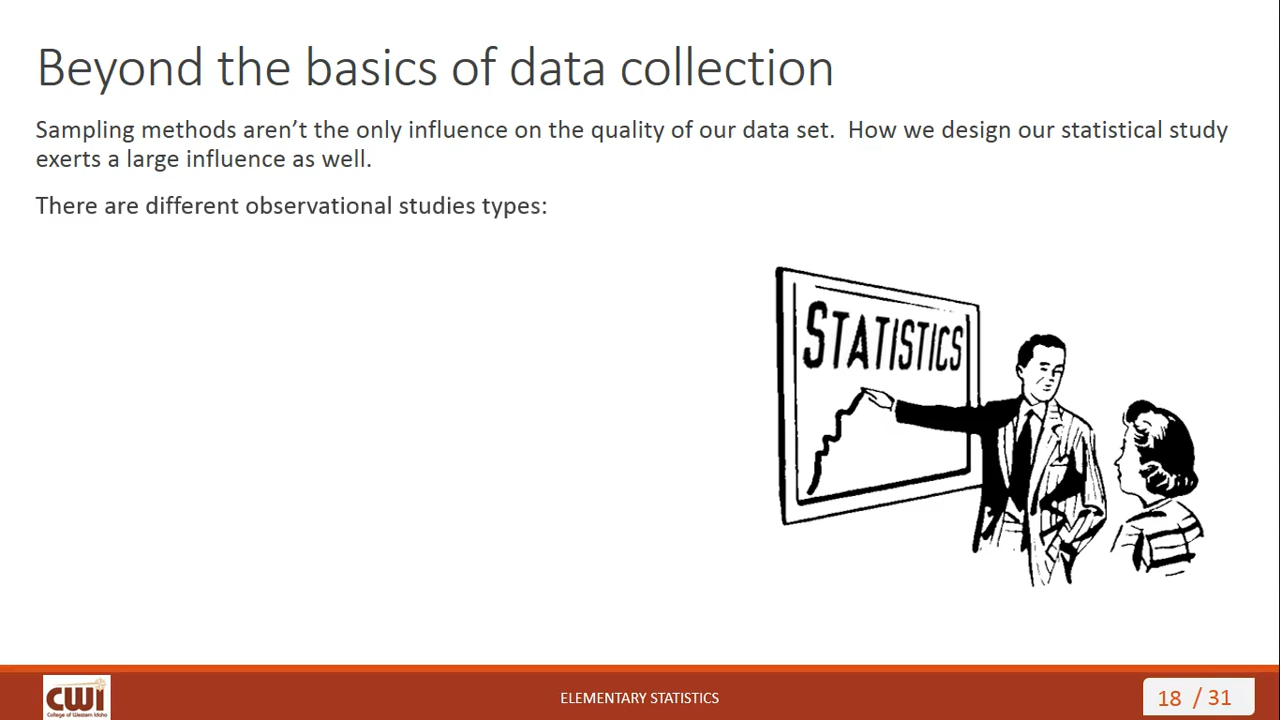 Beyond the basics of data collection
Sampling methods aren’t the only influence on the quality of our data set.  How we design our statistical study
exerts a large influence as well.
There are different observational studies types:
STATISTICS
CWI
College of Western Idaho
ELEMENTARY STATISTICS
18 / 31